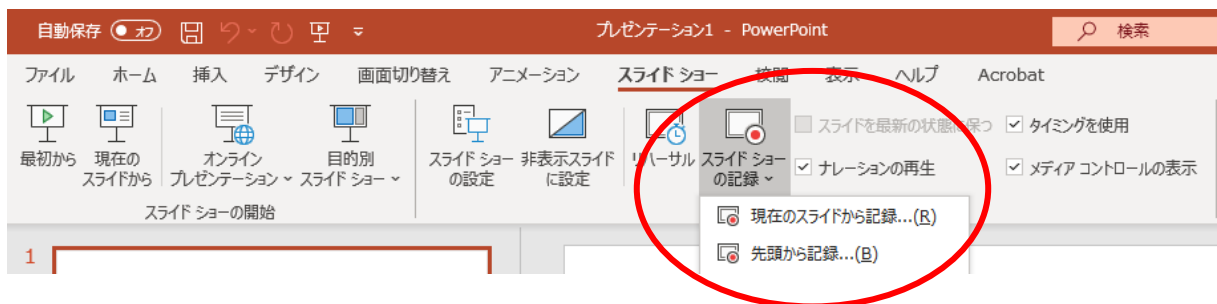 自動保存 オフ プレゼンテーション1 - PowerPoint 検索
ファイル ホーム 挿入 デザイン 画面切り替え アニメーション スライド ショー 校閲 表示 ヘルプ Acrobat
最初から 現在の
スライドから オンライン
プレゼンテーション 目的別
スライド ショー スライド ショー
の設定 非表示スライド
に設定 リハーサル スライド ショー
の記録 スライドを最新の状態に保つ タイミングを使用
ナレーションの再生 メディア コントロールの表示
スライド ショーの開始
現在のスライドから記録...(R)
先頭から記録...(B)
1